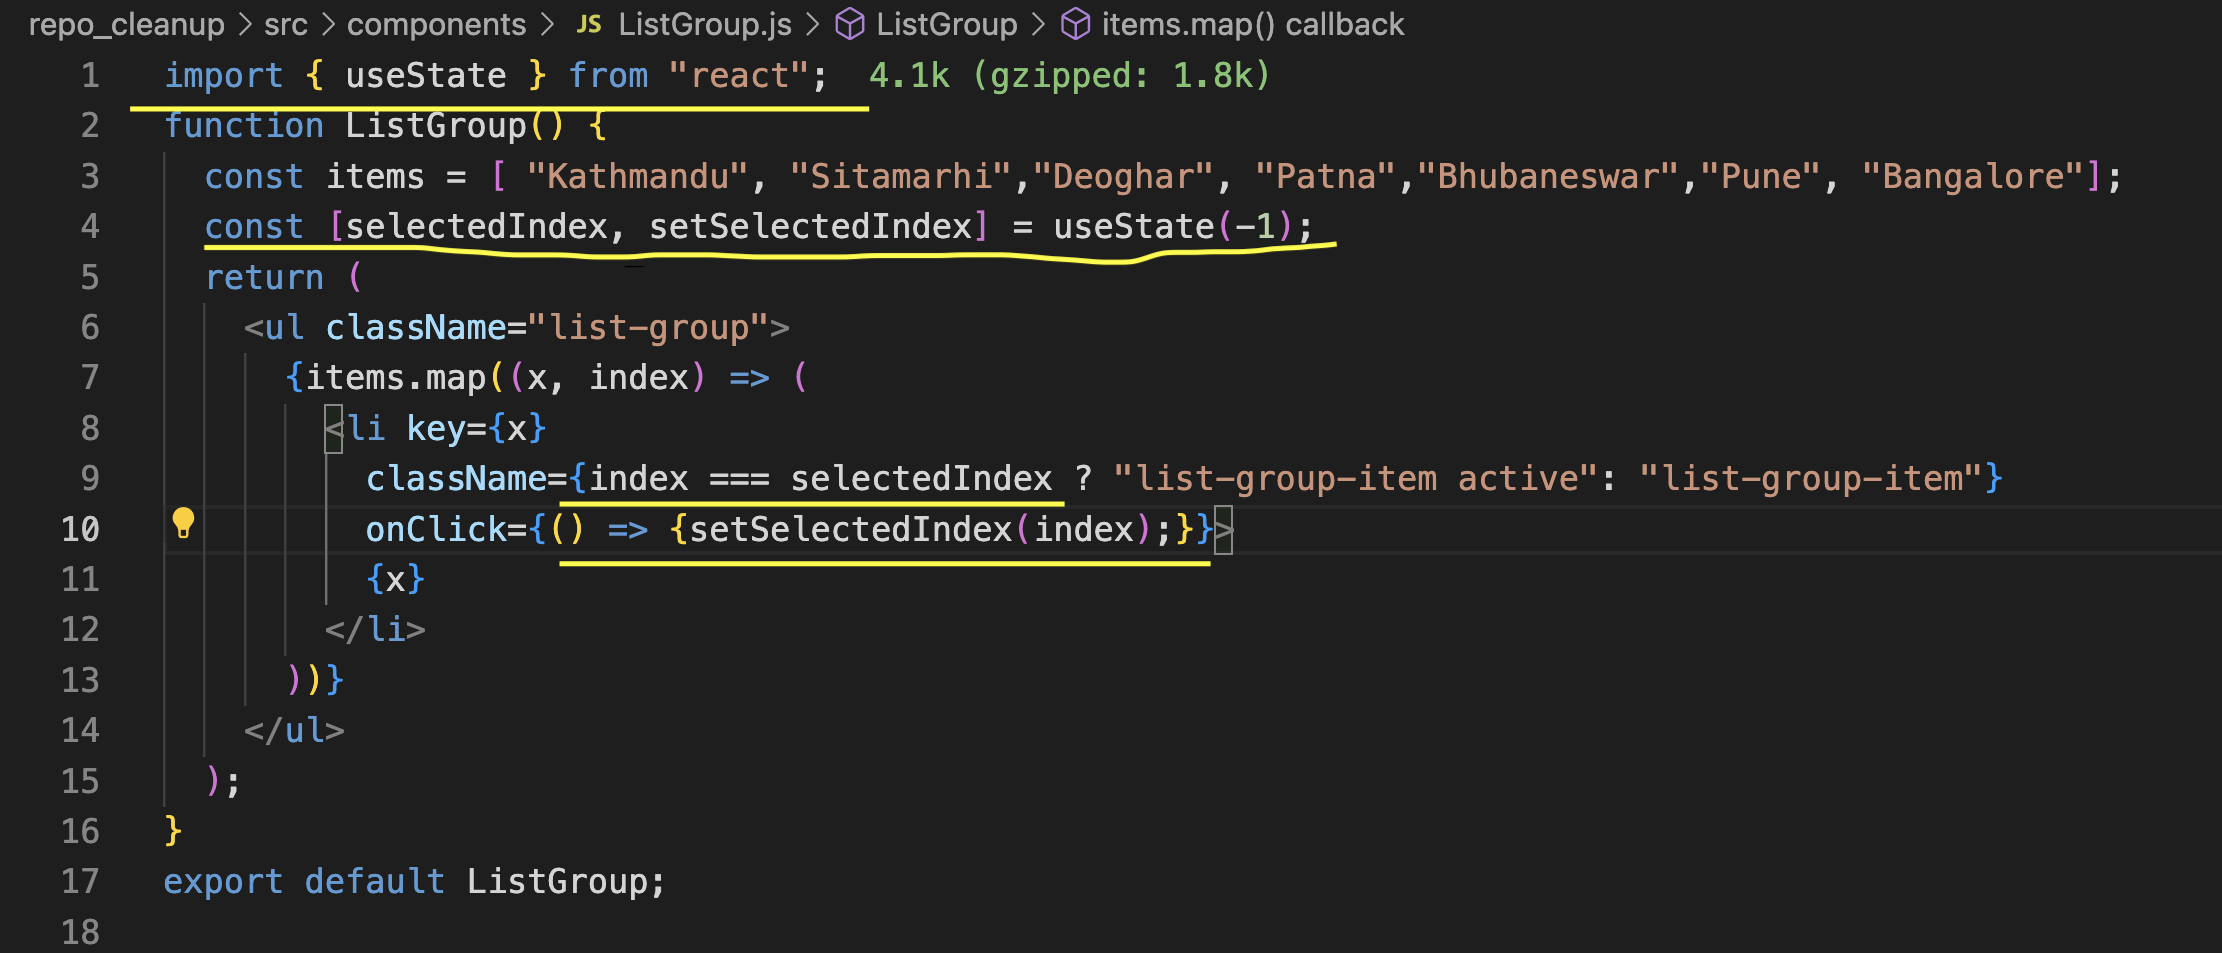 repo_cleanup > src > components > JS ListGroup.js > ListGroup > items.map() callback
1 import { useState } from "react"; 4.1k (gzipped: 1.8k)
2 function ListGroup() {
3 const items = [ "Kathmandu", "Sitamarhi","Deoghar", "Patna","Bhubaneswar","Pune", "Bangalore"];
4 const [selectedIndex, setSelectedIndex] = useState(-1);
5 return (
6 <ul className="list-group">
7 {items.map((x, index) => (
8 <li key={x}
9 className={index === selectedIndex ? "list-group-item active": "list-group-item"}
10 onClick={() => {setSelectedIndex(index);}}>
11 {x}
12 </li>
13 ))}
14 </ul>
15 );
16 }
17 export default ListGroup;
18